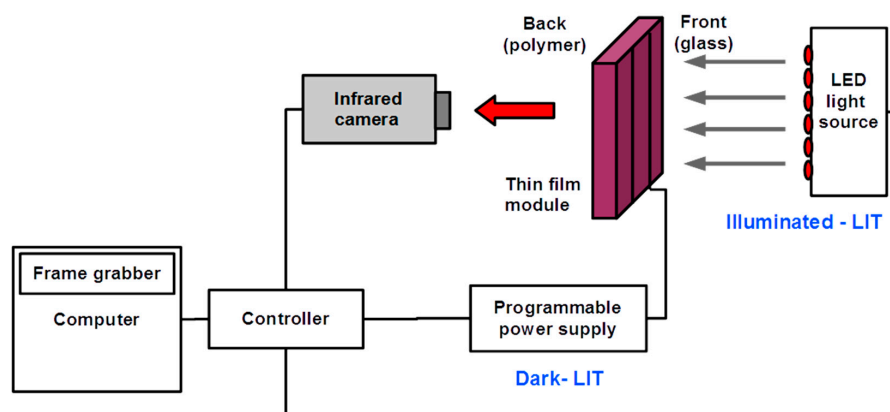 Back
(polymer)
Front
(glass)
LED
light
source
Infrared
camera
Thin film
module
Illuminated - LIT
Frame grabber
Computer
Controller
Programmable
power supply
Dark- LIT